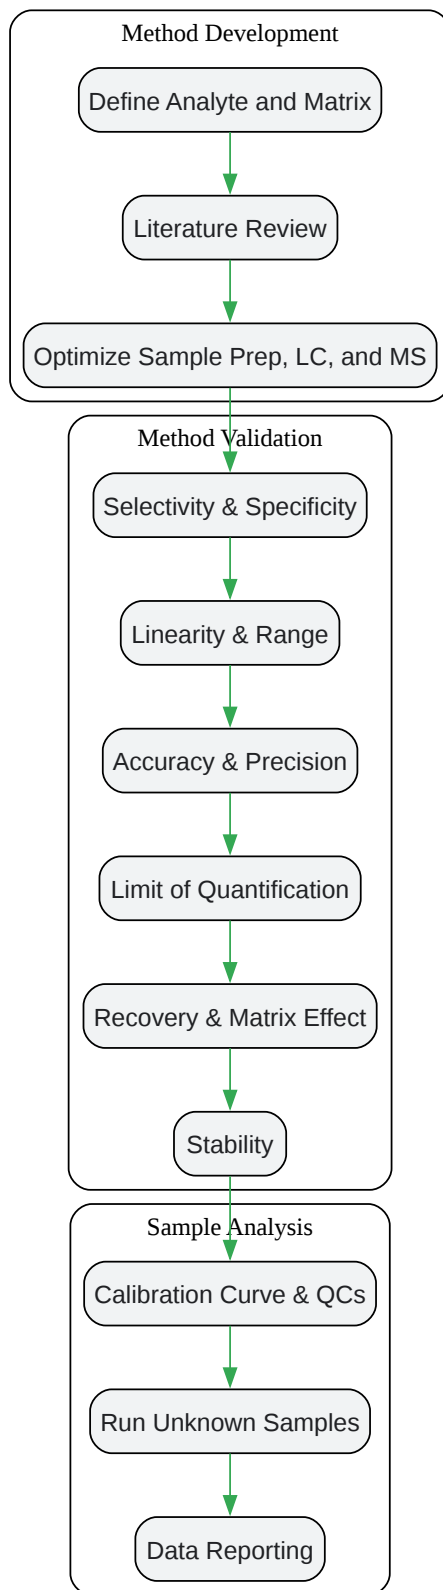 Method Development
Define Analyte and Matrix
Literature Review
Optimize Sample Prep, LC, and MS
Method Validation
Selectivity & Specificity
Linearity & Range
Accuracy & Precision
Limit of Quantification
Recovery & Matrix Effect
Stability
Sample Analysis
Calibration Curve & QCs
Run Unknown Samples
Data Reporting